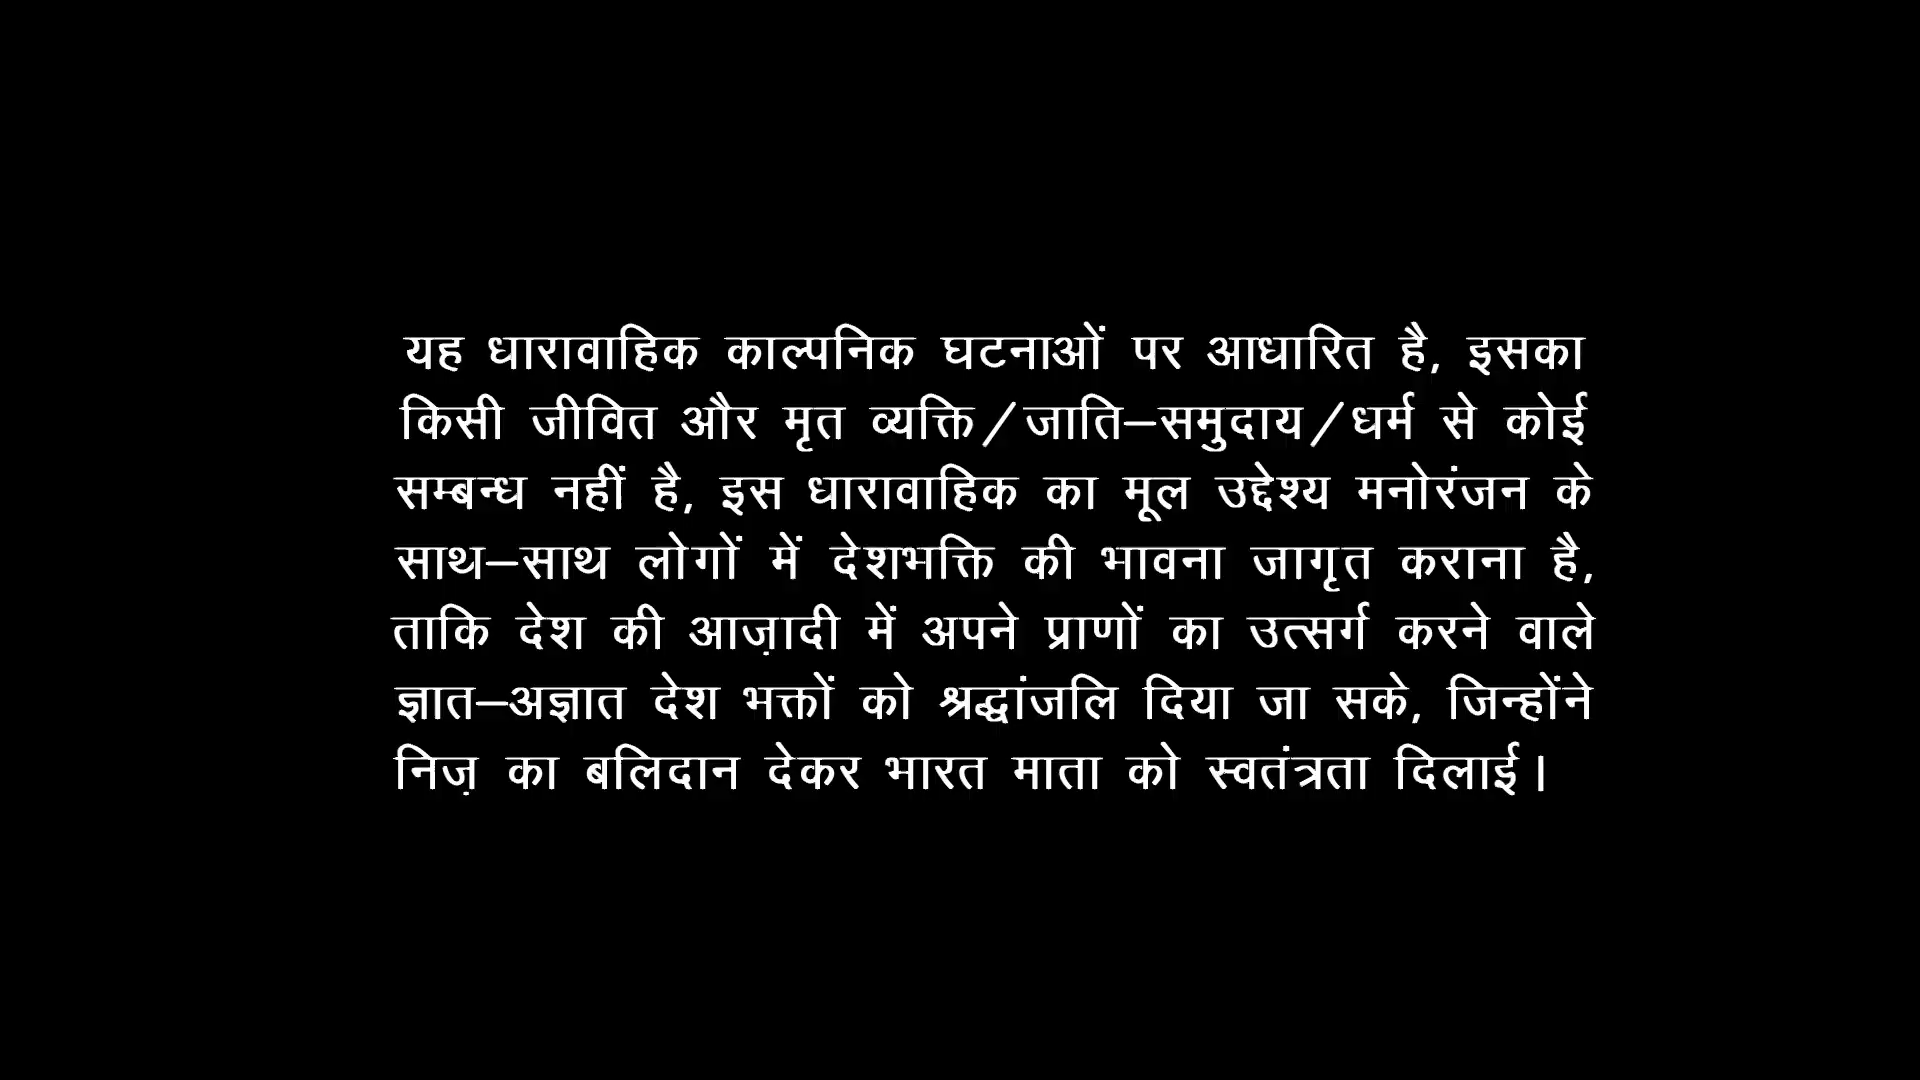 यह धारावाहिक काल्पनिक घटनाओं पर आधारित है, इसका
किसी जीवित और मृत व्यक्ति/जाति–समुदाय/धर्म से कोई
सम्बन्ध नहीं है, इस धारावाहिक का मूल उद्देश्य मनोरंजन के
साथ–साथ लोगों में देशभक्ति की भावना जागृत कराना है,
ताकि देश की आज़ादी में अपने प्राणों का उत्सर्ग करने वाले
ज्ञात–अज्ञात देश भक्तों को श्रद्धांजलि दिया जा सके, जिन्होंने
निज़ का बलिदान देकर भारत माता को स्वतंत्रता दिलाई।